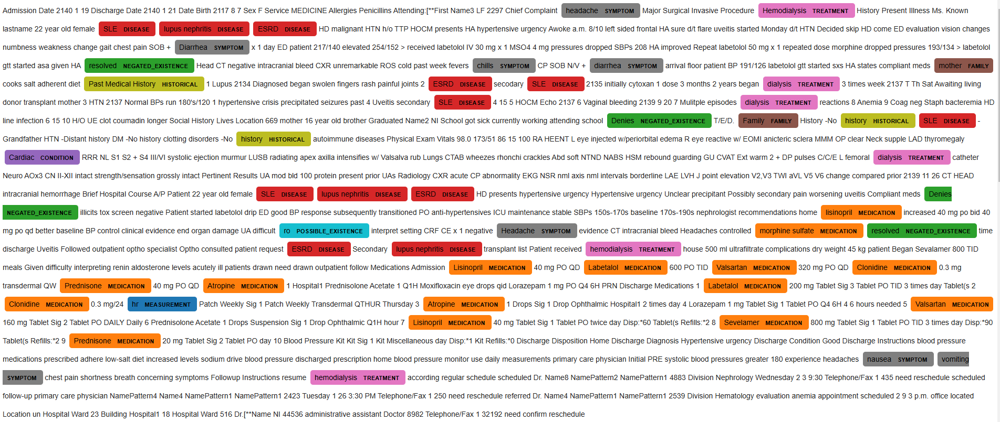 Admission Date 2140 1 19 Discharge Date 2140 1 21 Date Birth 2117 8 7 Sex F Service MEDICINE Allergies Penicillins Attending:[**First Name3 LF 2297 Chief Complaint headache SYMPTOM Major Surgical Invasive Procedure Hemodialysis TREATMENT History Present Illness Ms. Known
lastname 22 year old female SLE DISEASE lupus nephritis DISEASE ESRD DISEASE HD malignant HTN h/o TTP HOCM presents HA hypertensive urgency Awoke a.m. 8/10 left sided frontal HA sure d/t flare uveitis started Monday d/t HTN Decided skip HD come ED evaluation vision changes
numbness weakness change gait chest pain SOB + Diarrhea SYMPTOM x 1 day ED patient 217/140 elevated 254/152 > received labetolol IV 30 mg x 1 MSO4 4 mg pressures dropped SBPs 208 HA improved Repeat labetolol 50 mg x 1 repeated dose morphine dropped pressures 193/134 > labetolol
gtt started asa given HA resolved NEGATED_EXISTENCE Head CT negative intracranial bleed CXR unremarkable ROS cold past week fevers chills SYMPTOM CP SOB N/V + diarrhea SYMPTOM arrival floor patient BP 191/126 labetolol gtt started sxs HA states compliant meds mother FAMILY
cooks salt adherent diet Past Medical History HISTORICAL 1 Lupus 2134 Diagnosed began swolen fingers rash painful joints 2 ESRD DISEASE secodary SLE DISEASE 2135 initially cytoxan 1 dose 3 months 2 years began dialysis TREATMENT 3 times week 2137 T Th Sat Awaiting living
donor transplant mother 3 HTN 2137 Normal BPs run 180's/120 1 hypertensive crisis precipitated seizures past 4 Uveitis secondary SLE DISEASE 4 15 5 HOCM Echo 2137 6 Vaginal bleeding 2139 9 20 7 Mulitple episodes dialysis TREATMENT reactions 8 Anemia 9 Coag neg Staph bacteremia HD
line infection 6 15 10 H/O UE clot coumadin longer Social History Lives Location 669 mother 16 year old brother Graduated Name2 NI School got sick currently working attending school Denies NEGATED_EXISTENCE T/E/D. Family FAMILY History -No history HISTORICAL SLE DISEASE -
Grandfather HTN -Distant history DM -No history clotting disorders -No history HISTORICAL autoimmune diseases Physical Exam Vitals 98.0 173/51 86 15 100 RA HEENT L eye injected w/periorbital edema R eye reactive w/ EOMI anicteric sclera MMM OP clear Neck supple LAD thyromegaly
Cardiac CONDITION RRR NL S1 S2 + S4 III/VI systolic ejection murmur LUSB radiating apex axilla intensifies w/ Valsalva rub Lungs CTAB wheezes rhonchi crackles Abd soft NTND NABS HSM rebound guarding GU CVAT Ext warm 2 + DP pulses C/C/E L femoral dialysis TREATMENT catheter
Neuro AOx3 CN II-XII intact strength/sensation grossly intact Pertinent Results UA mod bld 100 protein present prior UAs Radiology CXR acute CP abnormality EKG NSR nml axis nml intervals borderline LAE LVH J point elevation V2,V3 TWI aVL V5 V6 change compared prior 2139 11 26 CT HEAD
intracranial hemorrhage Brief Hospital Course A/P Patient 22 year old female SLE DISEASE lupus nephritis DISEASE ESRD DISEASE HD presents hypertensive urgency Hypertensive urgency Unclear precipitant Possibly secondary pain worsening uveitis Compliant meds Denies
NEGATED_EXISTENCE illicits tox screen negative Patient started labetolol drip ED good BP response subsequently transitioned PO anti-hypertensives ICU maintenance stable SBPs 150s-170s baseline 170s-190s nephrologist recommendations home lisinopril MEDICATION increased 40 mg po bid 40
mg po qd better baseline BP control clinical evidence end organ damage UA difficult ro POSSIBLE_EXISTENCE interpret setting CRF CE x 1 negative Headache SYMPTOM evidence CT intracranial bleed Headaches controlled morphine sulfate MEDICATION resolved NEGATED_EXISTENCE time
discharge Uveitis Followed outpatient optho specialist Optho consulted patient request ESRD DISEASE Secondary lupus nephritis DISEASE transplant list Patient received hemodialysis TREATMENT house 500 ml ultrafiltrate complications dry weight 45 kg patient Began Sevalamer 800 TID
meals Given difficulty interpreting renin aldosterone levels acutely ill patients drawn need drawn outpatient follow Medications Admission Lisinopril MEDICATION 40 mg PO QD Labetalol MEDICATION 600 PO TID Valsartan MEDICATION 320 mg PO QD Clonidine MEDICATION 0.3 mg
transdermal QW Prednisone MEDICATION 40 mg PO QD Atropine MEDICATION 1 Hospital1 Prednisolone Acetate 1 Q1H Moxifloxacin eye drops qid Lorazepam 1 mg PO Q4 6H PRN Discharge Medications 1 Labetalol MEDICATION 200 mg Tablet Sig 3 Tablet PO TID 3 times day Tablet(s 2
Clonidine MEDICATION 0.3 mg/24 hr MEASUREMENT Patch Weekly Sig 1 Patch Weekly Transdermal QTHUR Thursday 3 Atropine MEDICATION 1 Drops Sig 1 Drop Ophthalmic Hospital1 2 times day 4 Lorazepam 1 mg Tablet Sig 1 Tablet PO Q4 6H 4 6 hours needed 5 Valsartan MEDICATION
160 mg Tablet Sig 2 Tablet PO DAILY Daily 6 Prednisolone Acetate 1 Drops Suspension Sig 1 Drop Ophthalmic Q1H hour 7 Lisinopril MEDICATION 40 mg Tablet Sig 1 Tablet PO twice day Disp:*60 Tablet(s Refills:*2 8 Sevelamer MEDICATION 800 mg Tablet Sig 1 Tablet PO TID 3 times day Disp:*90
Tablet(s Refills:*2 9 Prednisone MEDICATION 20 mg Tablet Sig 2 Tablet PO day 10 Blood Pressure Kit Kit Sig 1 Kit Miscellaneous day Disp:*1 Kit Refills:*0 Discharge Disposition Home Discharge Diagnosis Hypertensive urgency Discharge Condition Good Discharge Instructions blood pressure
medications prescribed adhere low-salt diet increased levels sodium drive blood pressure discharged prescription home blood pressure monitor use daily measurements primary care physician Initial PRE systolic blood pressures greater 180 experience headaches nausea SYMPTOM vomiting
SYMPTOM chest pain shortness breath concerning symptoms Followup Instructions resume hemodialysis TREATMENT according regular schedule scheduled Dr. Name8 NamePattern2 NamePattern1 4883 Division Nephrology Wednesday 2 3 9:30 Telephone/Fax 1 435 need reschedule scheduled
follow-up primary care physician NamePattern4 Name4 NamePattern1 NamePattern1 2423 Tuesday 1 26 3:30 PM Telephone/Fax 1 250 need reschedule referred Dr. Name4 NamePattern1 NamePattern1 2539 Division Hematology evaluation anemia appointment scheduled 2 9 3 p.m. office located
Location un Hospital Ward 23 Building Hospital1 18 Hospital Ward 516 Dr.[**Name NI 44536 administrative assistant Doctor 8982 Telephone/Fax 1 32192 need confirm reschedule